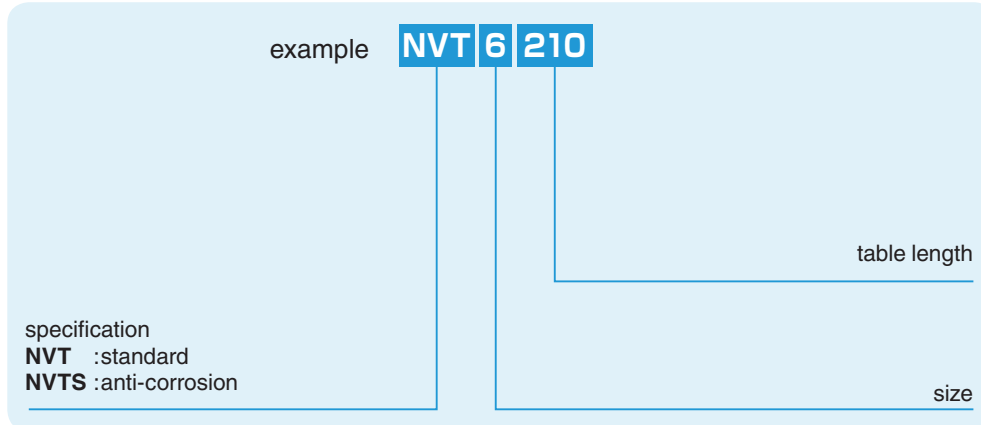 example NVT 6 210
table length
specification
NVT :standard
NVTS :anti-corrosion
size